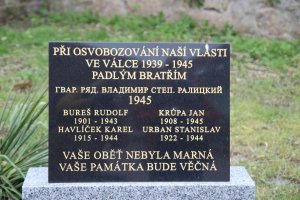 PŘI OSVOBOZOVÁNÍ NAŠÍ VLASTI
VE VÁLCE 1939 - 1945
PADLÝM BRATŘÍM
ГВАР. РЯД. ВЛАДИМИР СТЕП. РАЛИЦКИЙ
1945
BUREŠ RUDOLF KRŮPA JAN
1901 - 1943 1908 - 1945
HAVLÍČEK KAREL URBAN STANISLAV
1915 - 1944 1922 - 1944
VAŠE OBĚŤ NEBYLA MARNÁ
VAŠE PAMÁTKA BUDE VĚČNÁ